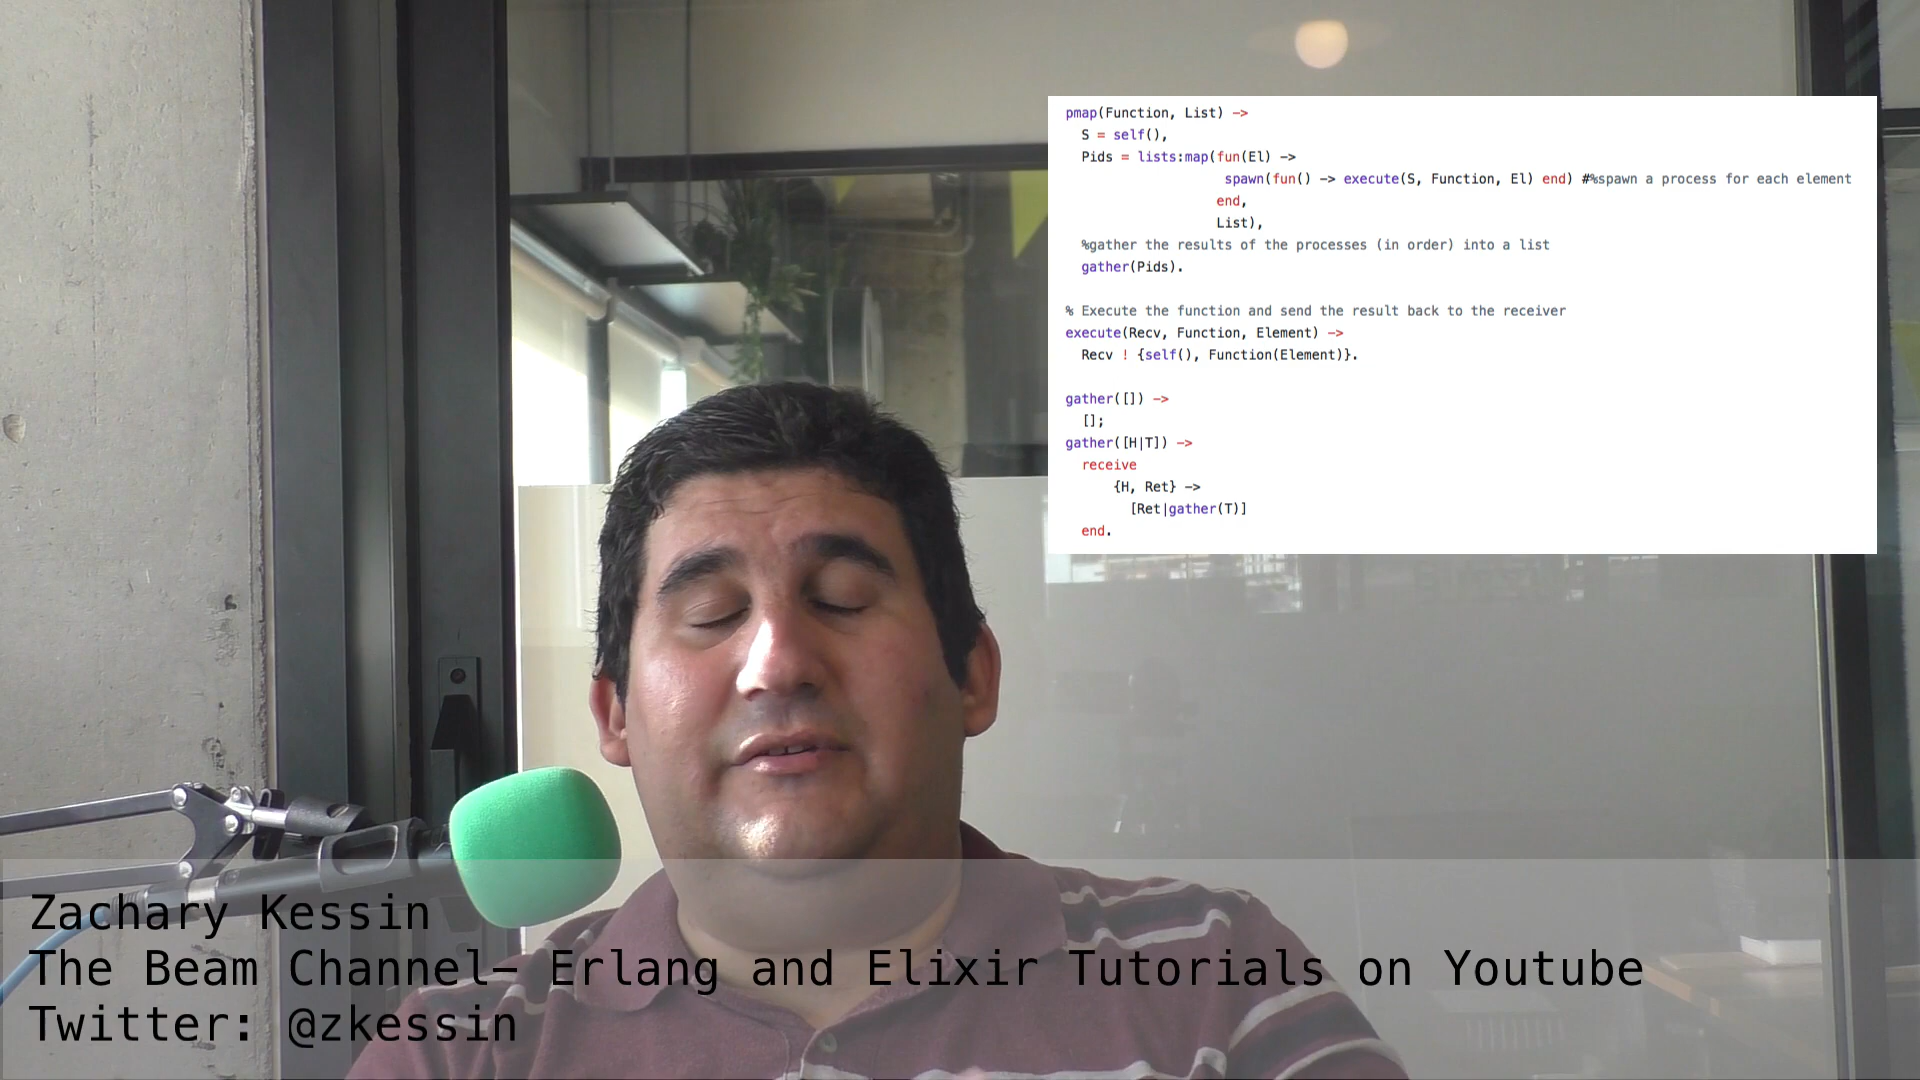 pmap(Function, List) ->
S = self(),
Pids = lists:map(fun(El) ->
spawn(fun() -> execute(S, Function, El) end) #%spawn a process for each element
end,
List),
%gather the results of the processes (in order) into a list
gather(Pids).
% Execute the function and send the result back to the receiver
execute(Recv, Function, Element) ->
Recv ! {self(), Function(Element)}.
gather([]) ->
[];
gather([H|T]) ->
receive
{H, Ret} ->
[Ret|gather(T)]
end.
Zachary Kessin
The Beam Channel— Erlang and Elixir Tutorials on Youtube
Twitter: @zkessin